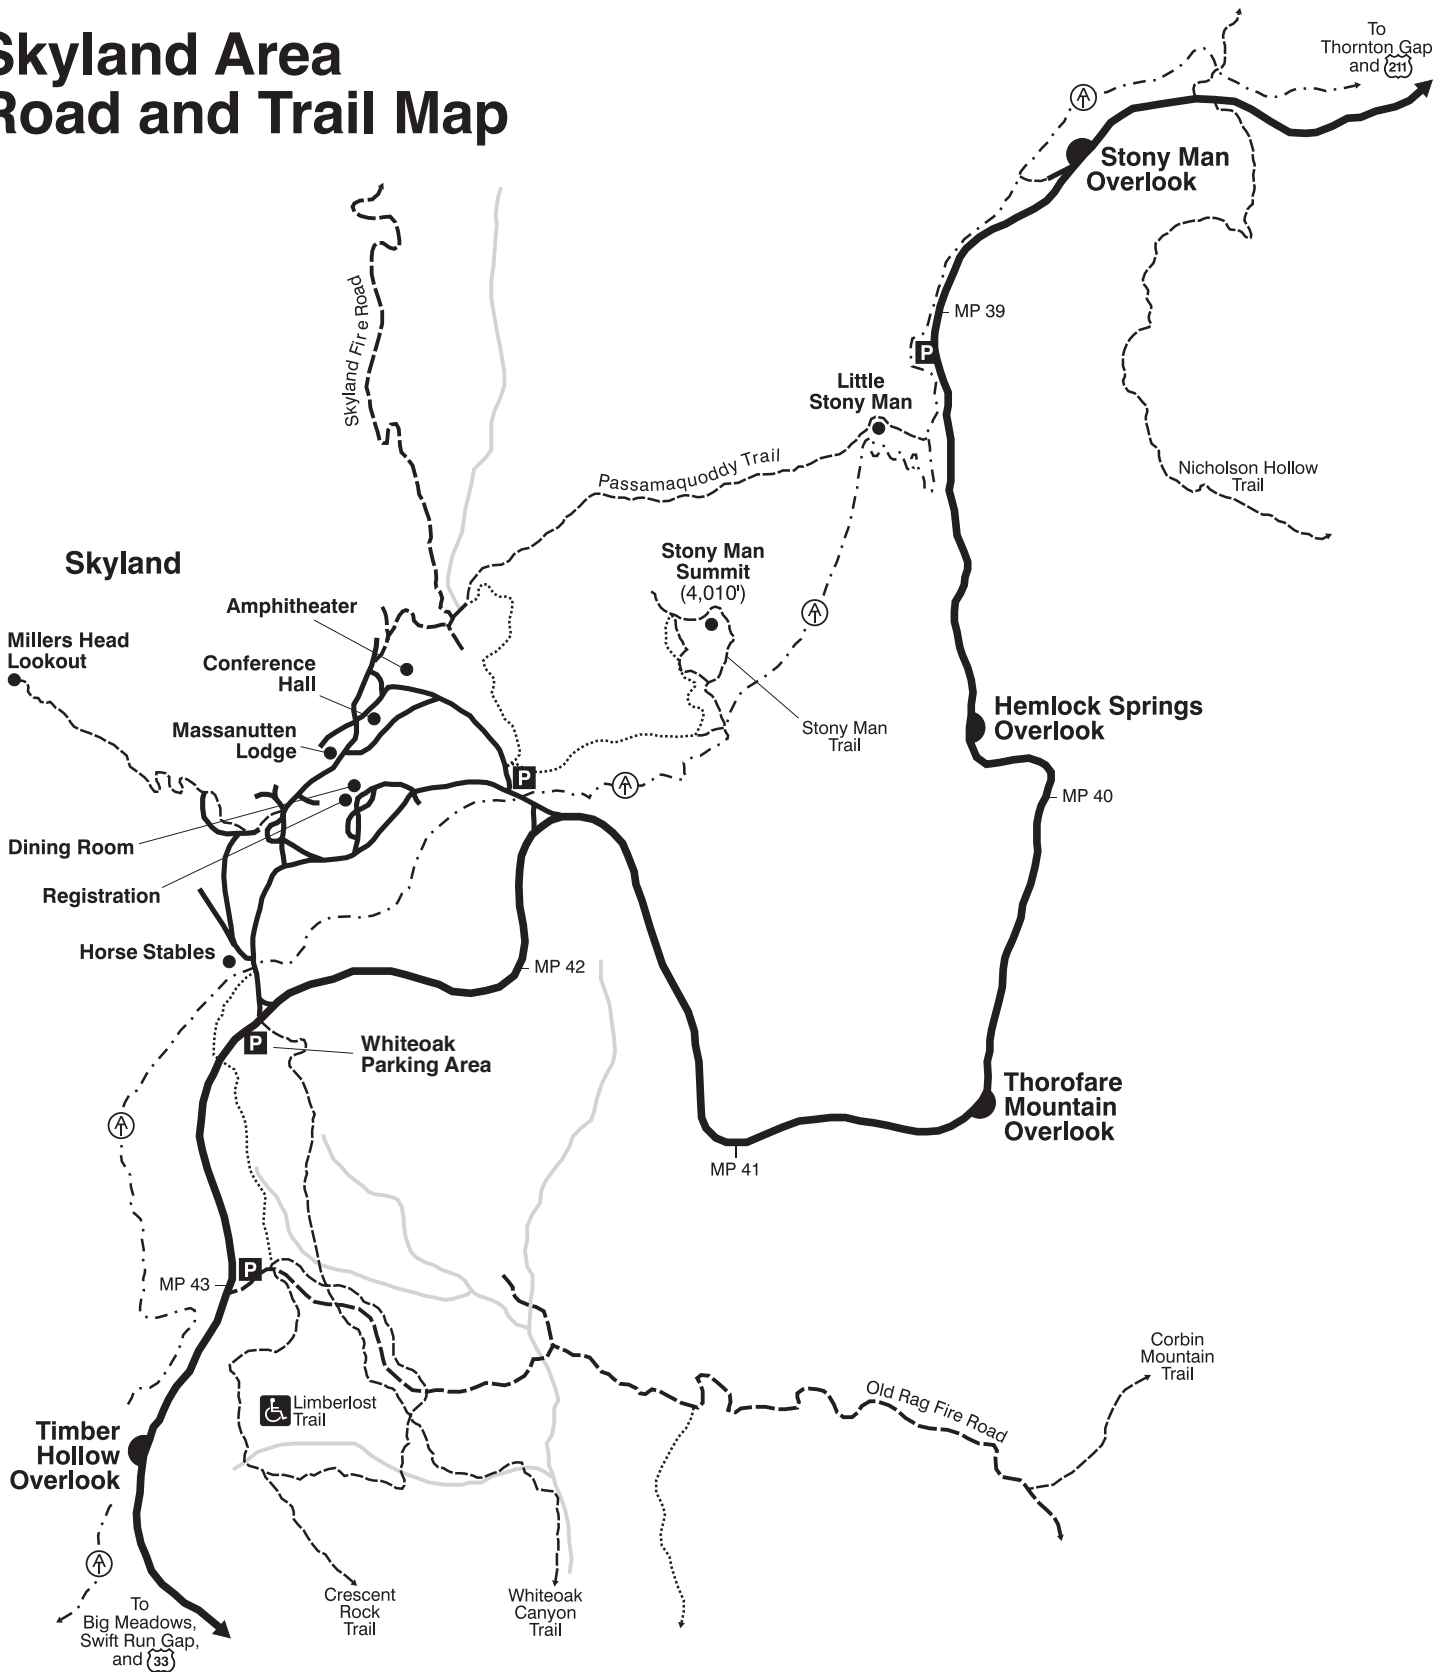 Skyland Area
Road and Trail Map
To
Thornton Gap
and 211
Stony Man
Overlook
MP 39
P
Little
Stony Man
Skyland Fire Road
Passamaquoddy Trail
Nicholson Hollow
Trail
Skyland
Stony Man
Summit
(4,010')
Amphitheater
Millers Head
Lookout
Conference
Hall
Massanutten
Lodge
Stony Man
Trail
Hemlock Springs
Overlook
P
MP 40
Dining Room
Registration
Horse Stables
MP 42
P
Whiteoak
Parking Area
Thorofare
Mountain
Overlook
MP 41
P
MP 43
Corbin
Mountain
Trail
Limberlost
Trail
Old Rag Fire Road
Timber
Hollow
Overlook
Crescent
Rock
Trail
Whiteoak
Canyon
Trail
To
Big Meadows,
Swift Run Gap,
and 33